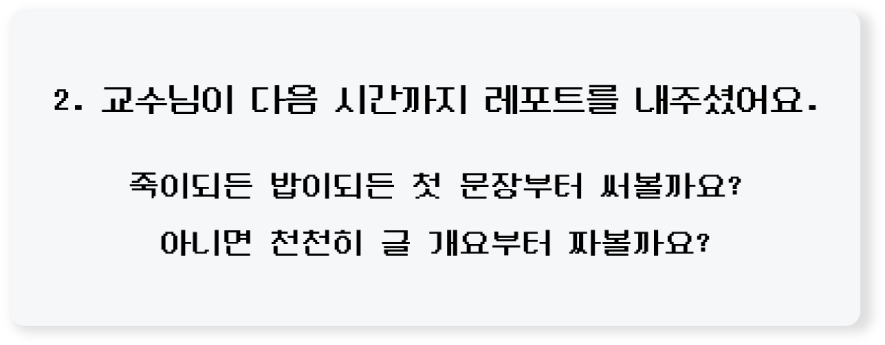 2. 교수님이 다음 시간까지 레포트를 내주셨어요.
죽이되든 밥이되든 첫 문장부터 써볼까요?
아니면 천천히 글 개요부터 짜볼까요?